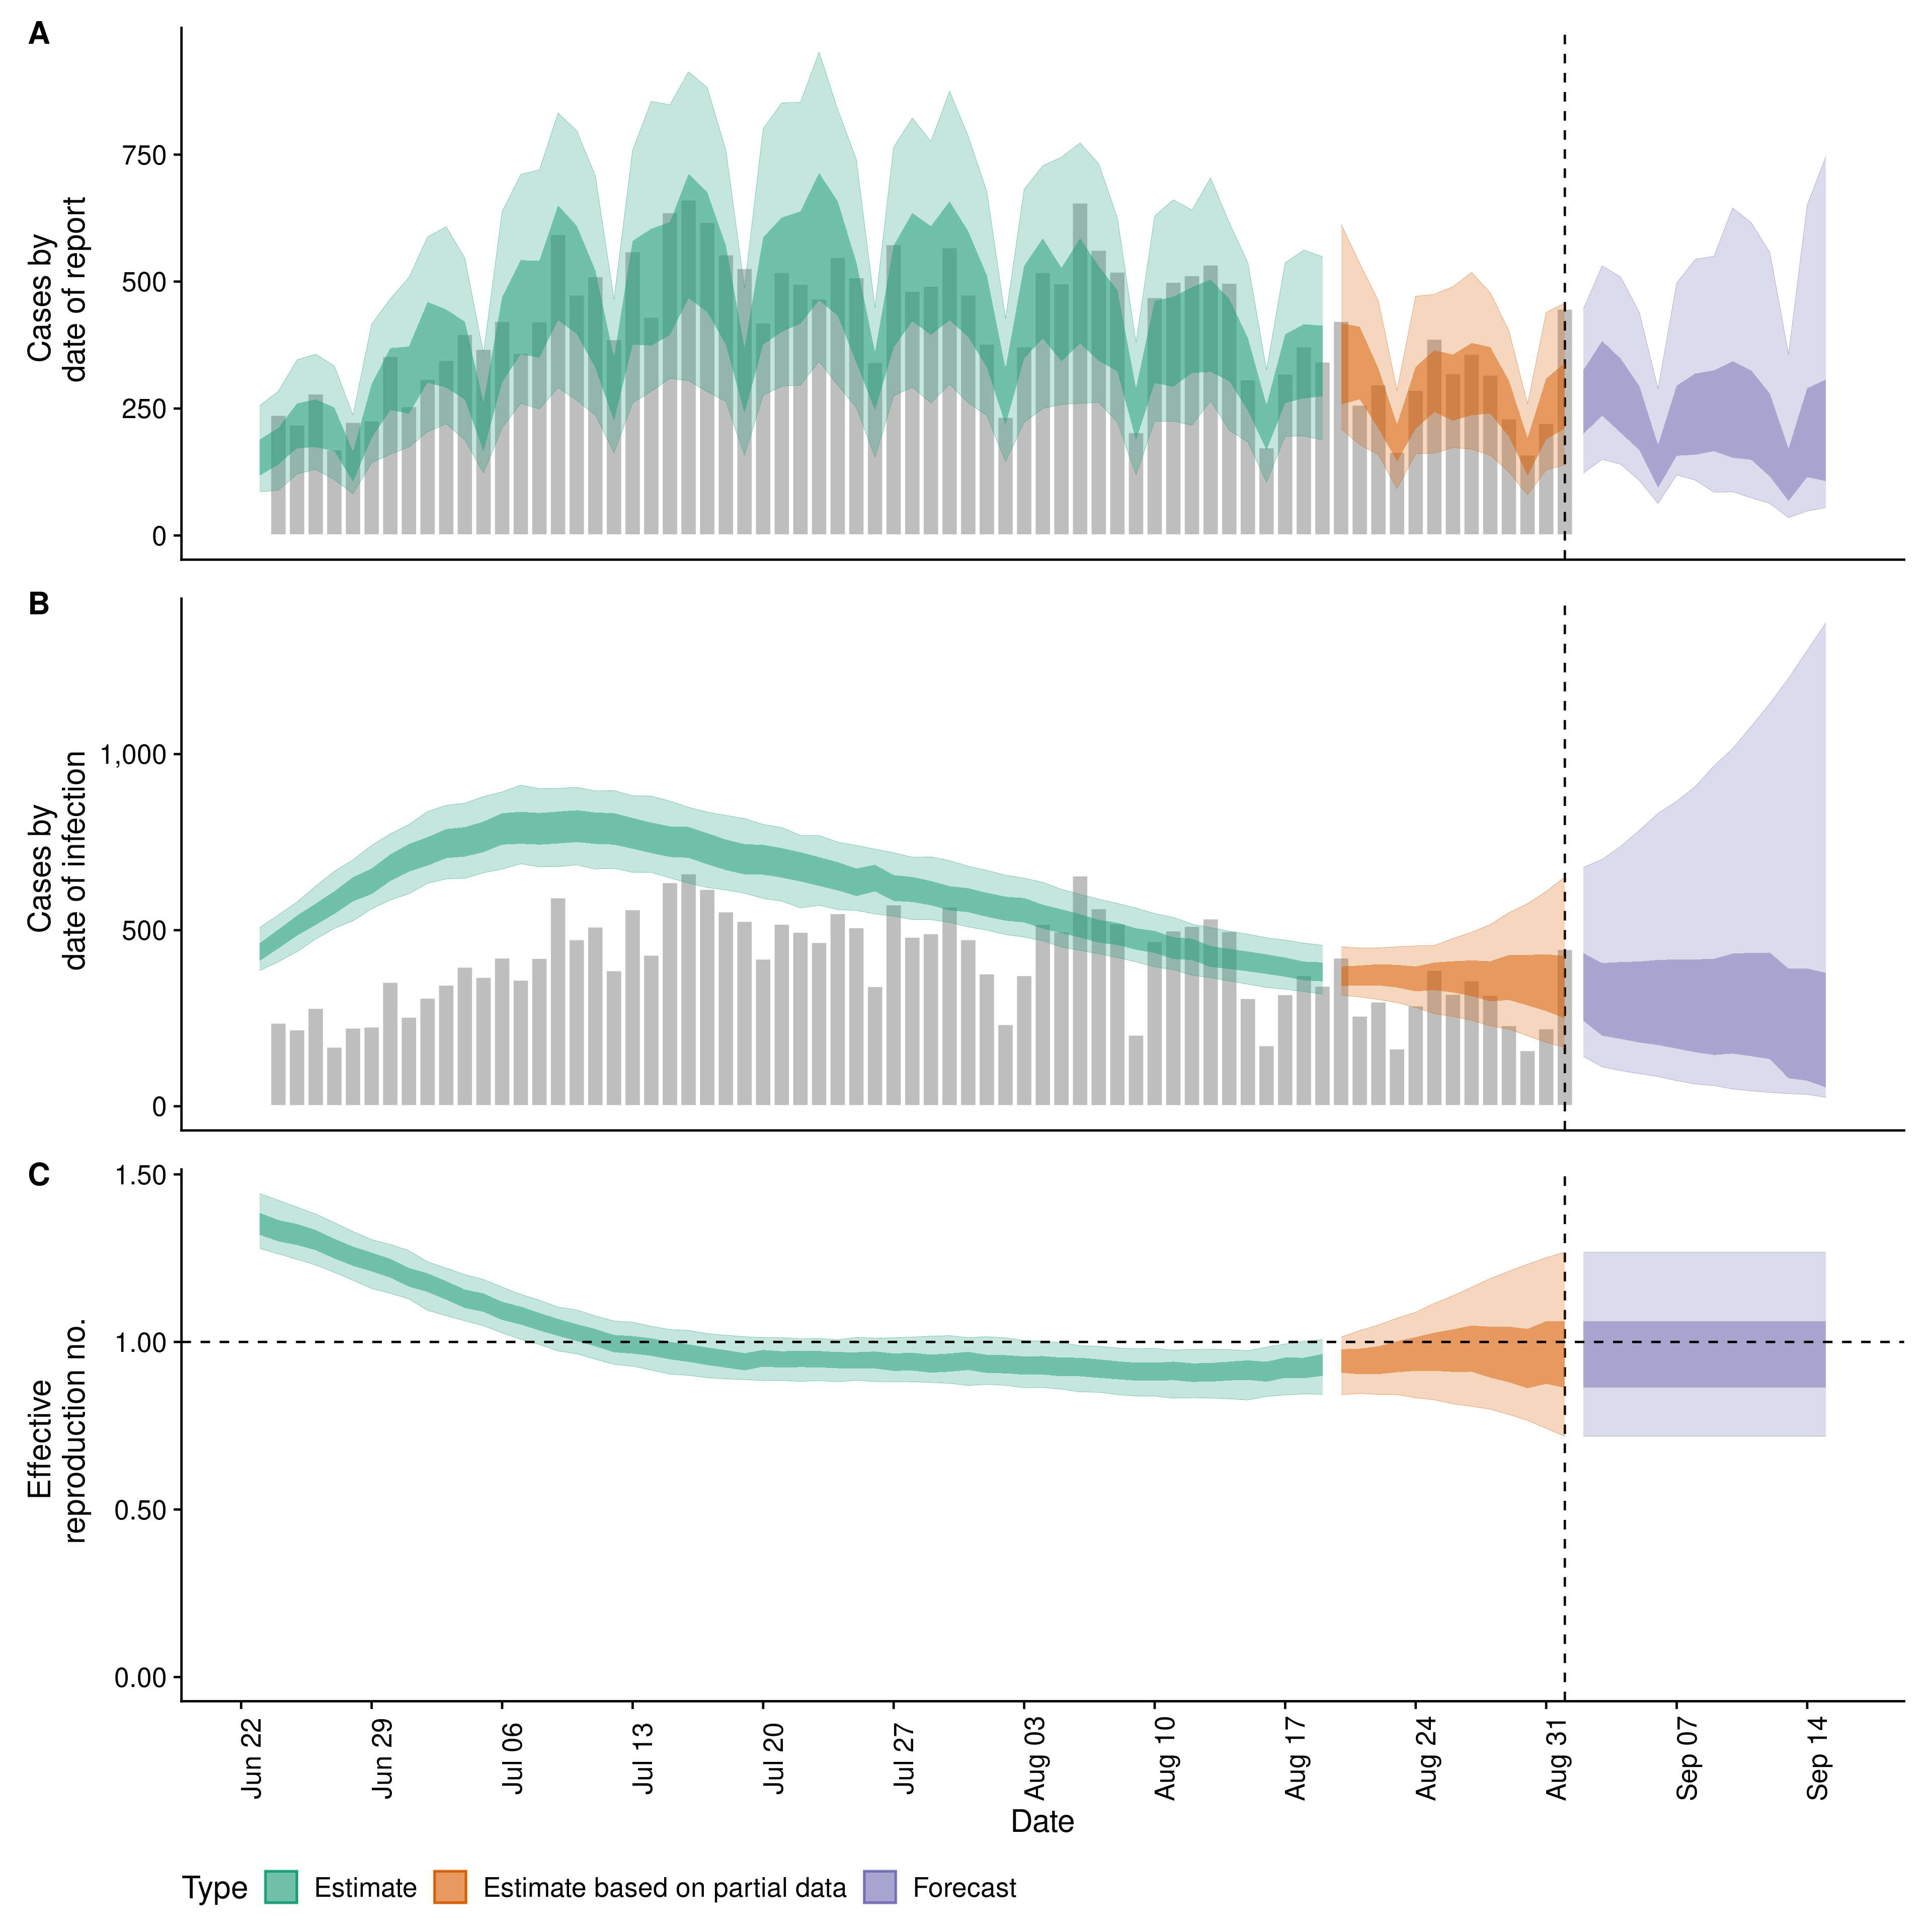 A
Cases by
date of report
750
500
250
0
B
Cases by
date of infection
1,000
500
0
C
Effective
reproduction no.
1.50
1.00
0.50
0.00
Jun 22
Jun 29
Jul 06
Jul 13
Jul 20
Jul 27
Aug 03
Aug 10
Aug 17
Aug 24
Aug 31
Sep 07
Sep 14
Date
Type Estimate Estimate based on partial data Forecast